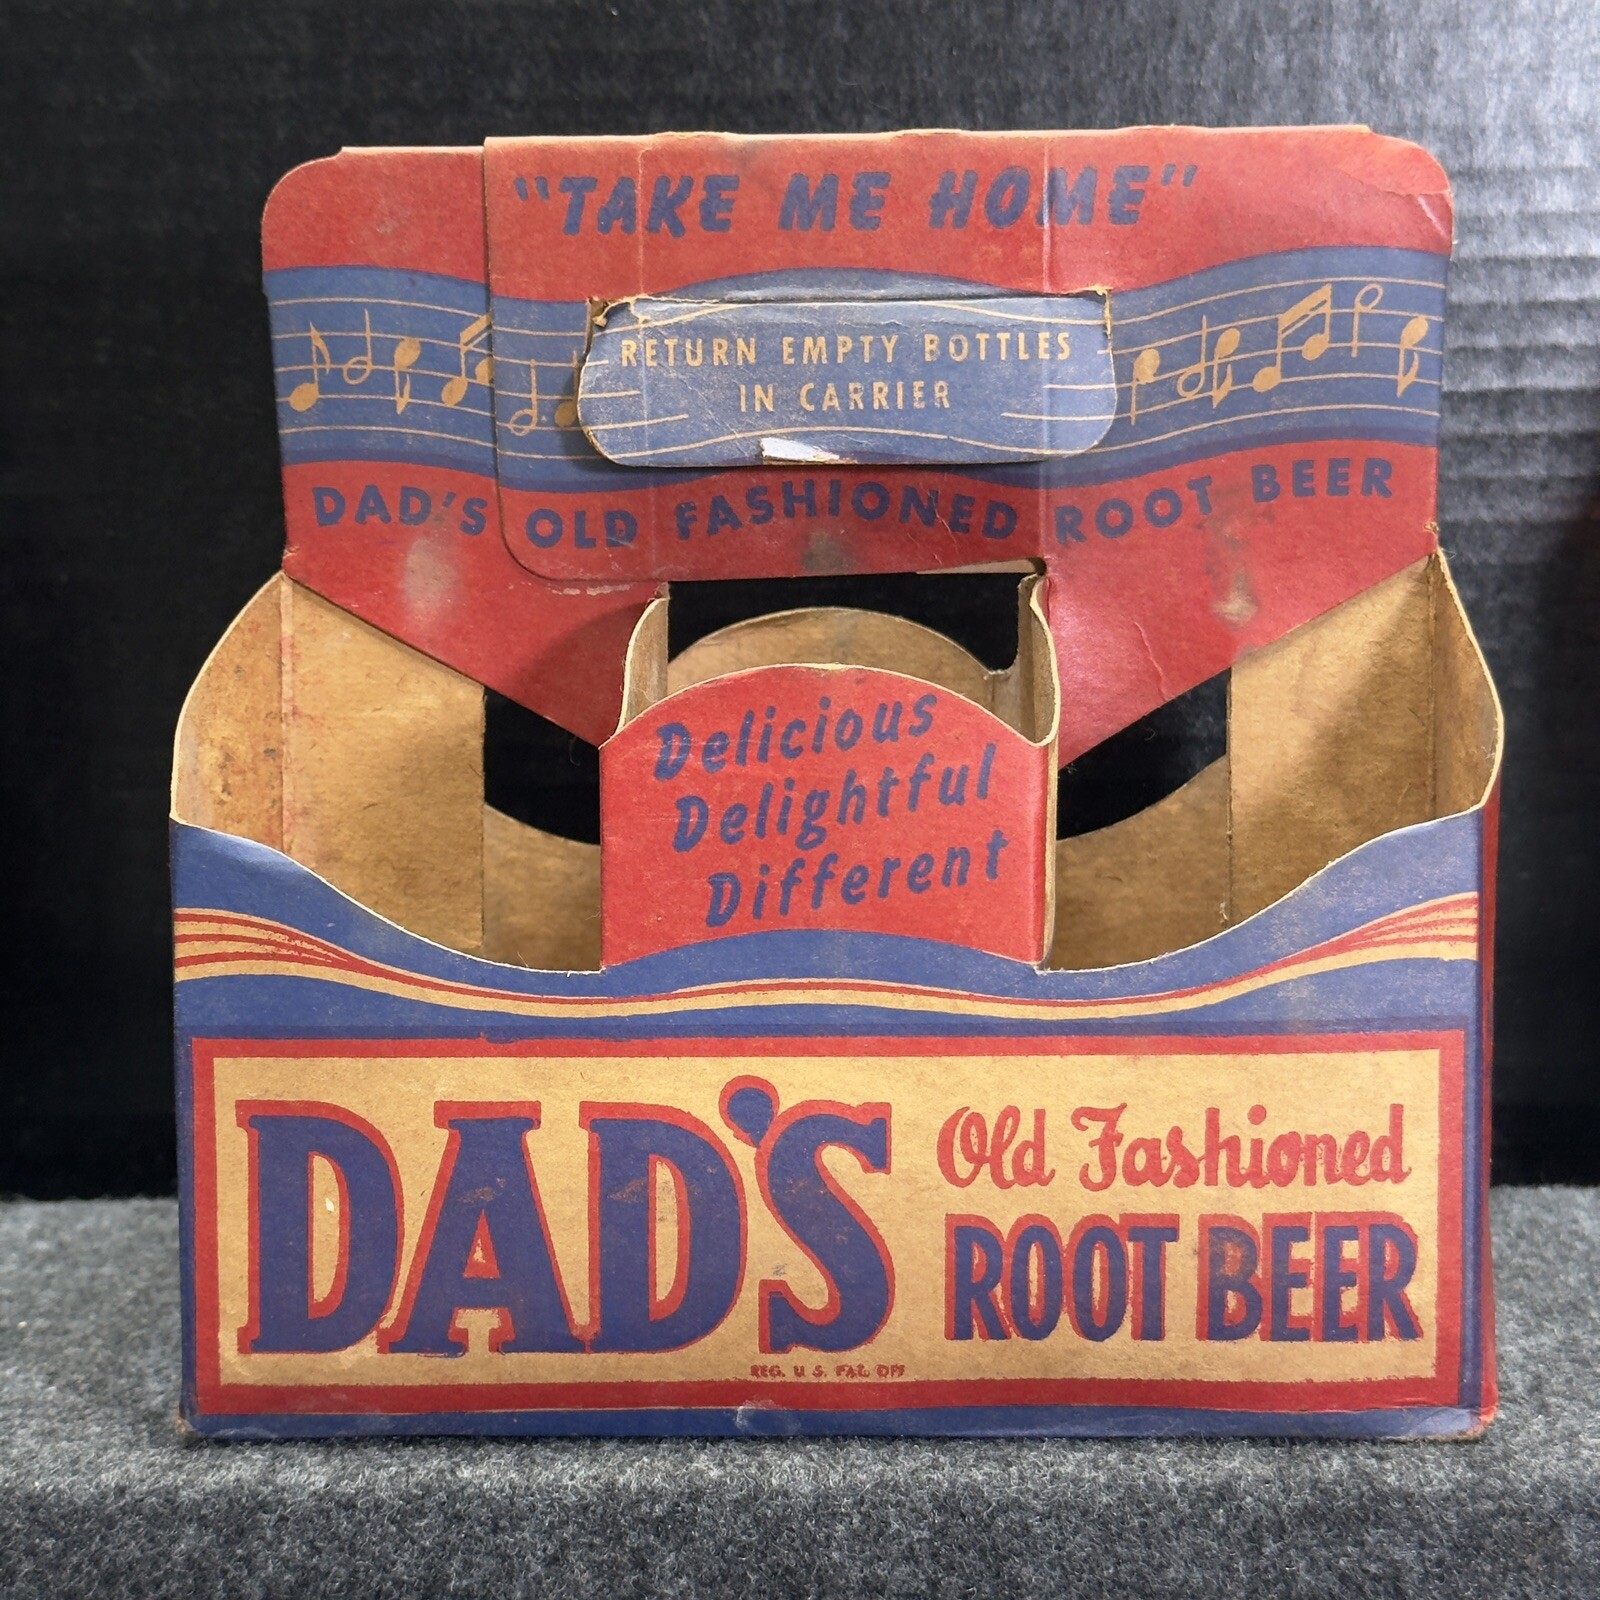 "TAKE ME HOME"
RETURN EMPTY BOTTLES
IN CARRIER
DAD'S OLD FASHIONED ROOT BEER
Delicious
Delightful
Different
DAD'S
Old Fashioned
ROOT BEER
REG. U. S. PAT. OFF